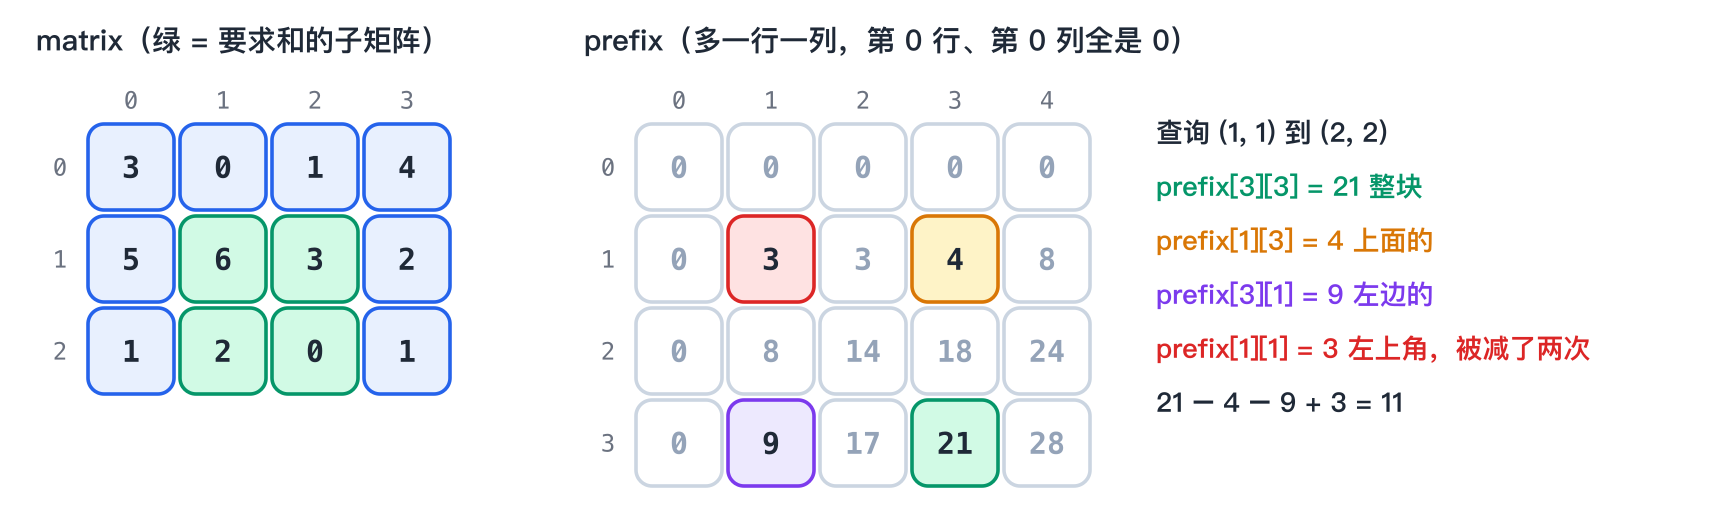 matrix（绿 = 要求和的子矩阵）
0 1 2 3
0 3 0 1 4
1 5 6 3 2
2 1 2 0 1
prefix（多一行一列，第 0 行、第 0 列全是 0）
0 1 2 3 4
0 0 0 0 0 0
1 0 3 3 4 8
2 0 8 14 18 24
3 0 9 17 21 28
查询 (1, 1) 到 (2, 2)
prefix[3][3] = 21 整块
prefix[1][3] = 4 上面的
prefix[3][1] = 9 左边的
prefix[1][1] = 3 左上角，被减了两次
21 − 4 − 9 + 3 = 11